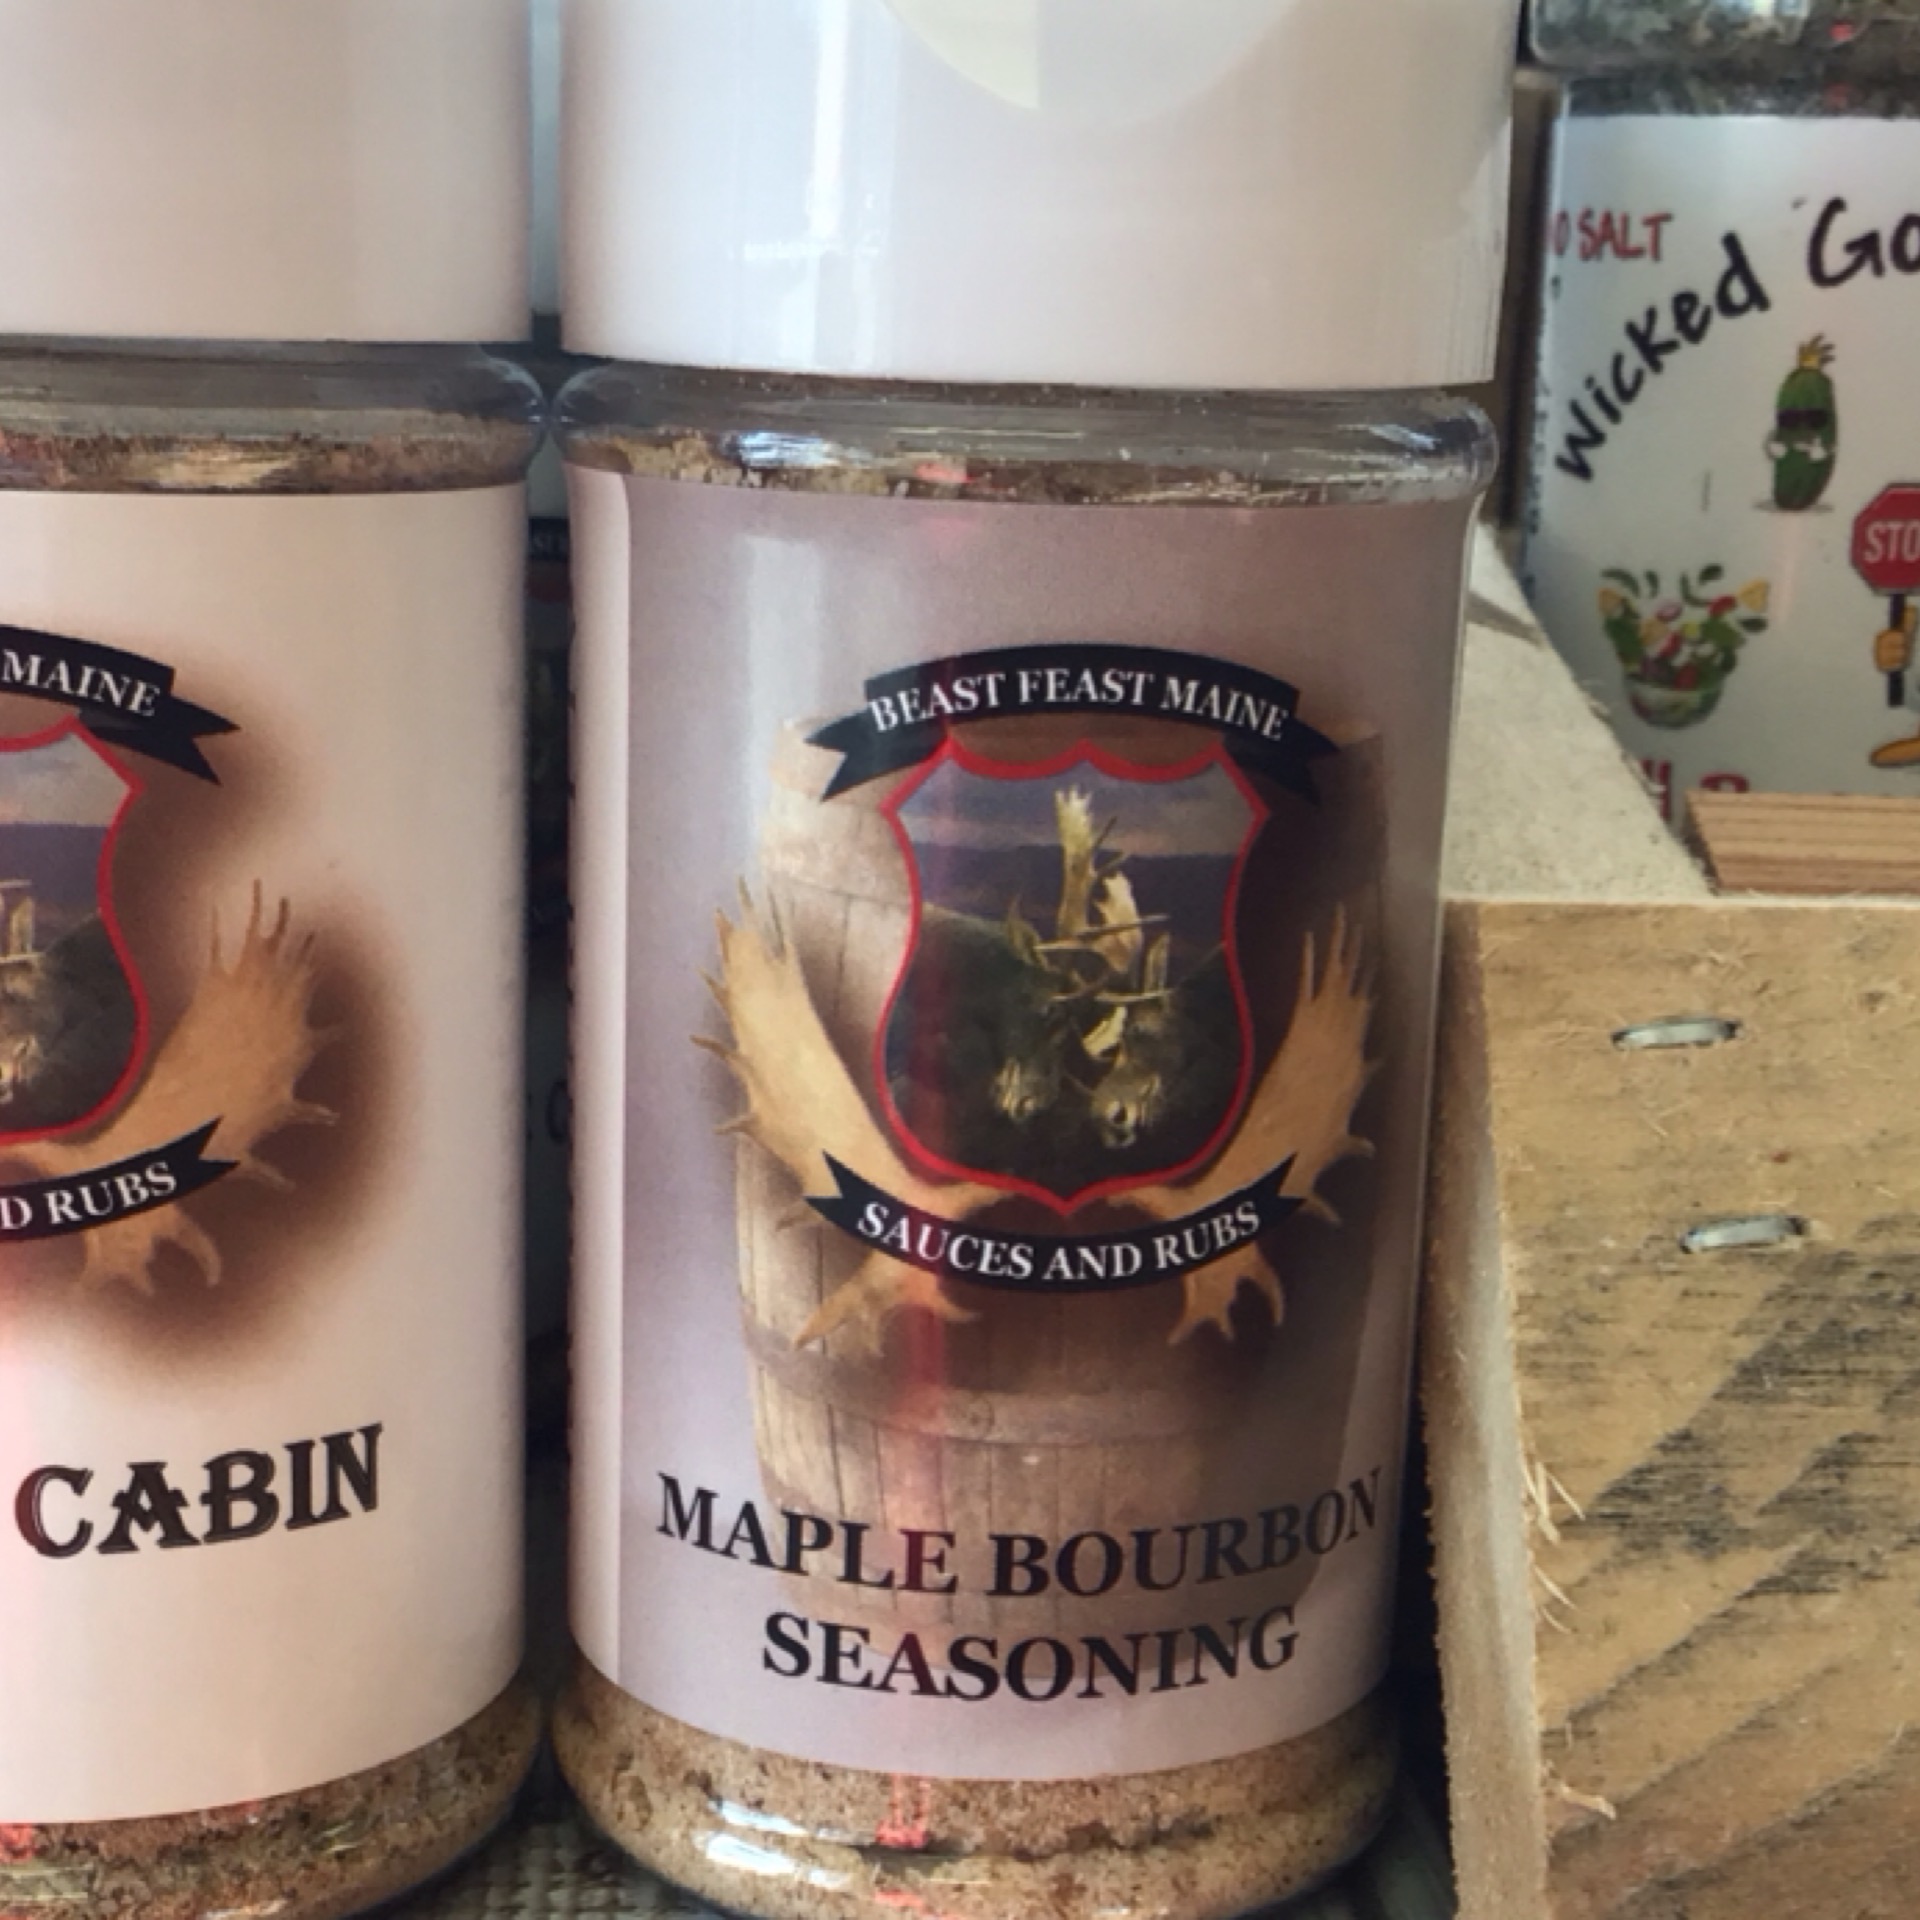 MAINE
D RUBS
CABIN
BEAST FEAST MAINE
SAUCES AND RUBS
MAPLE BOURBON
SEASONING
O SALT
Wicked Go
STO